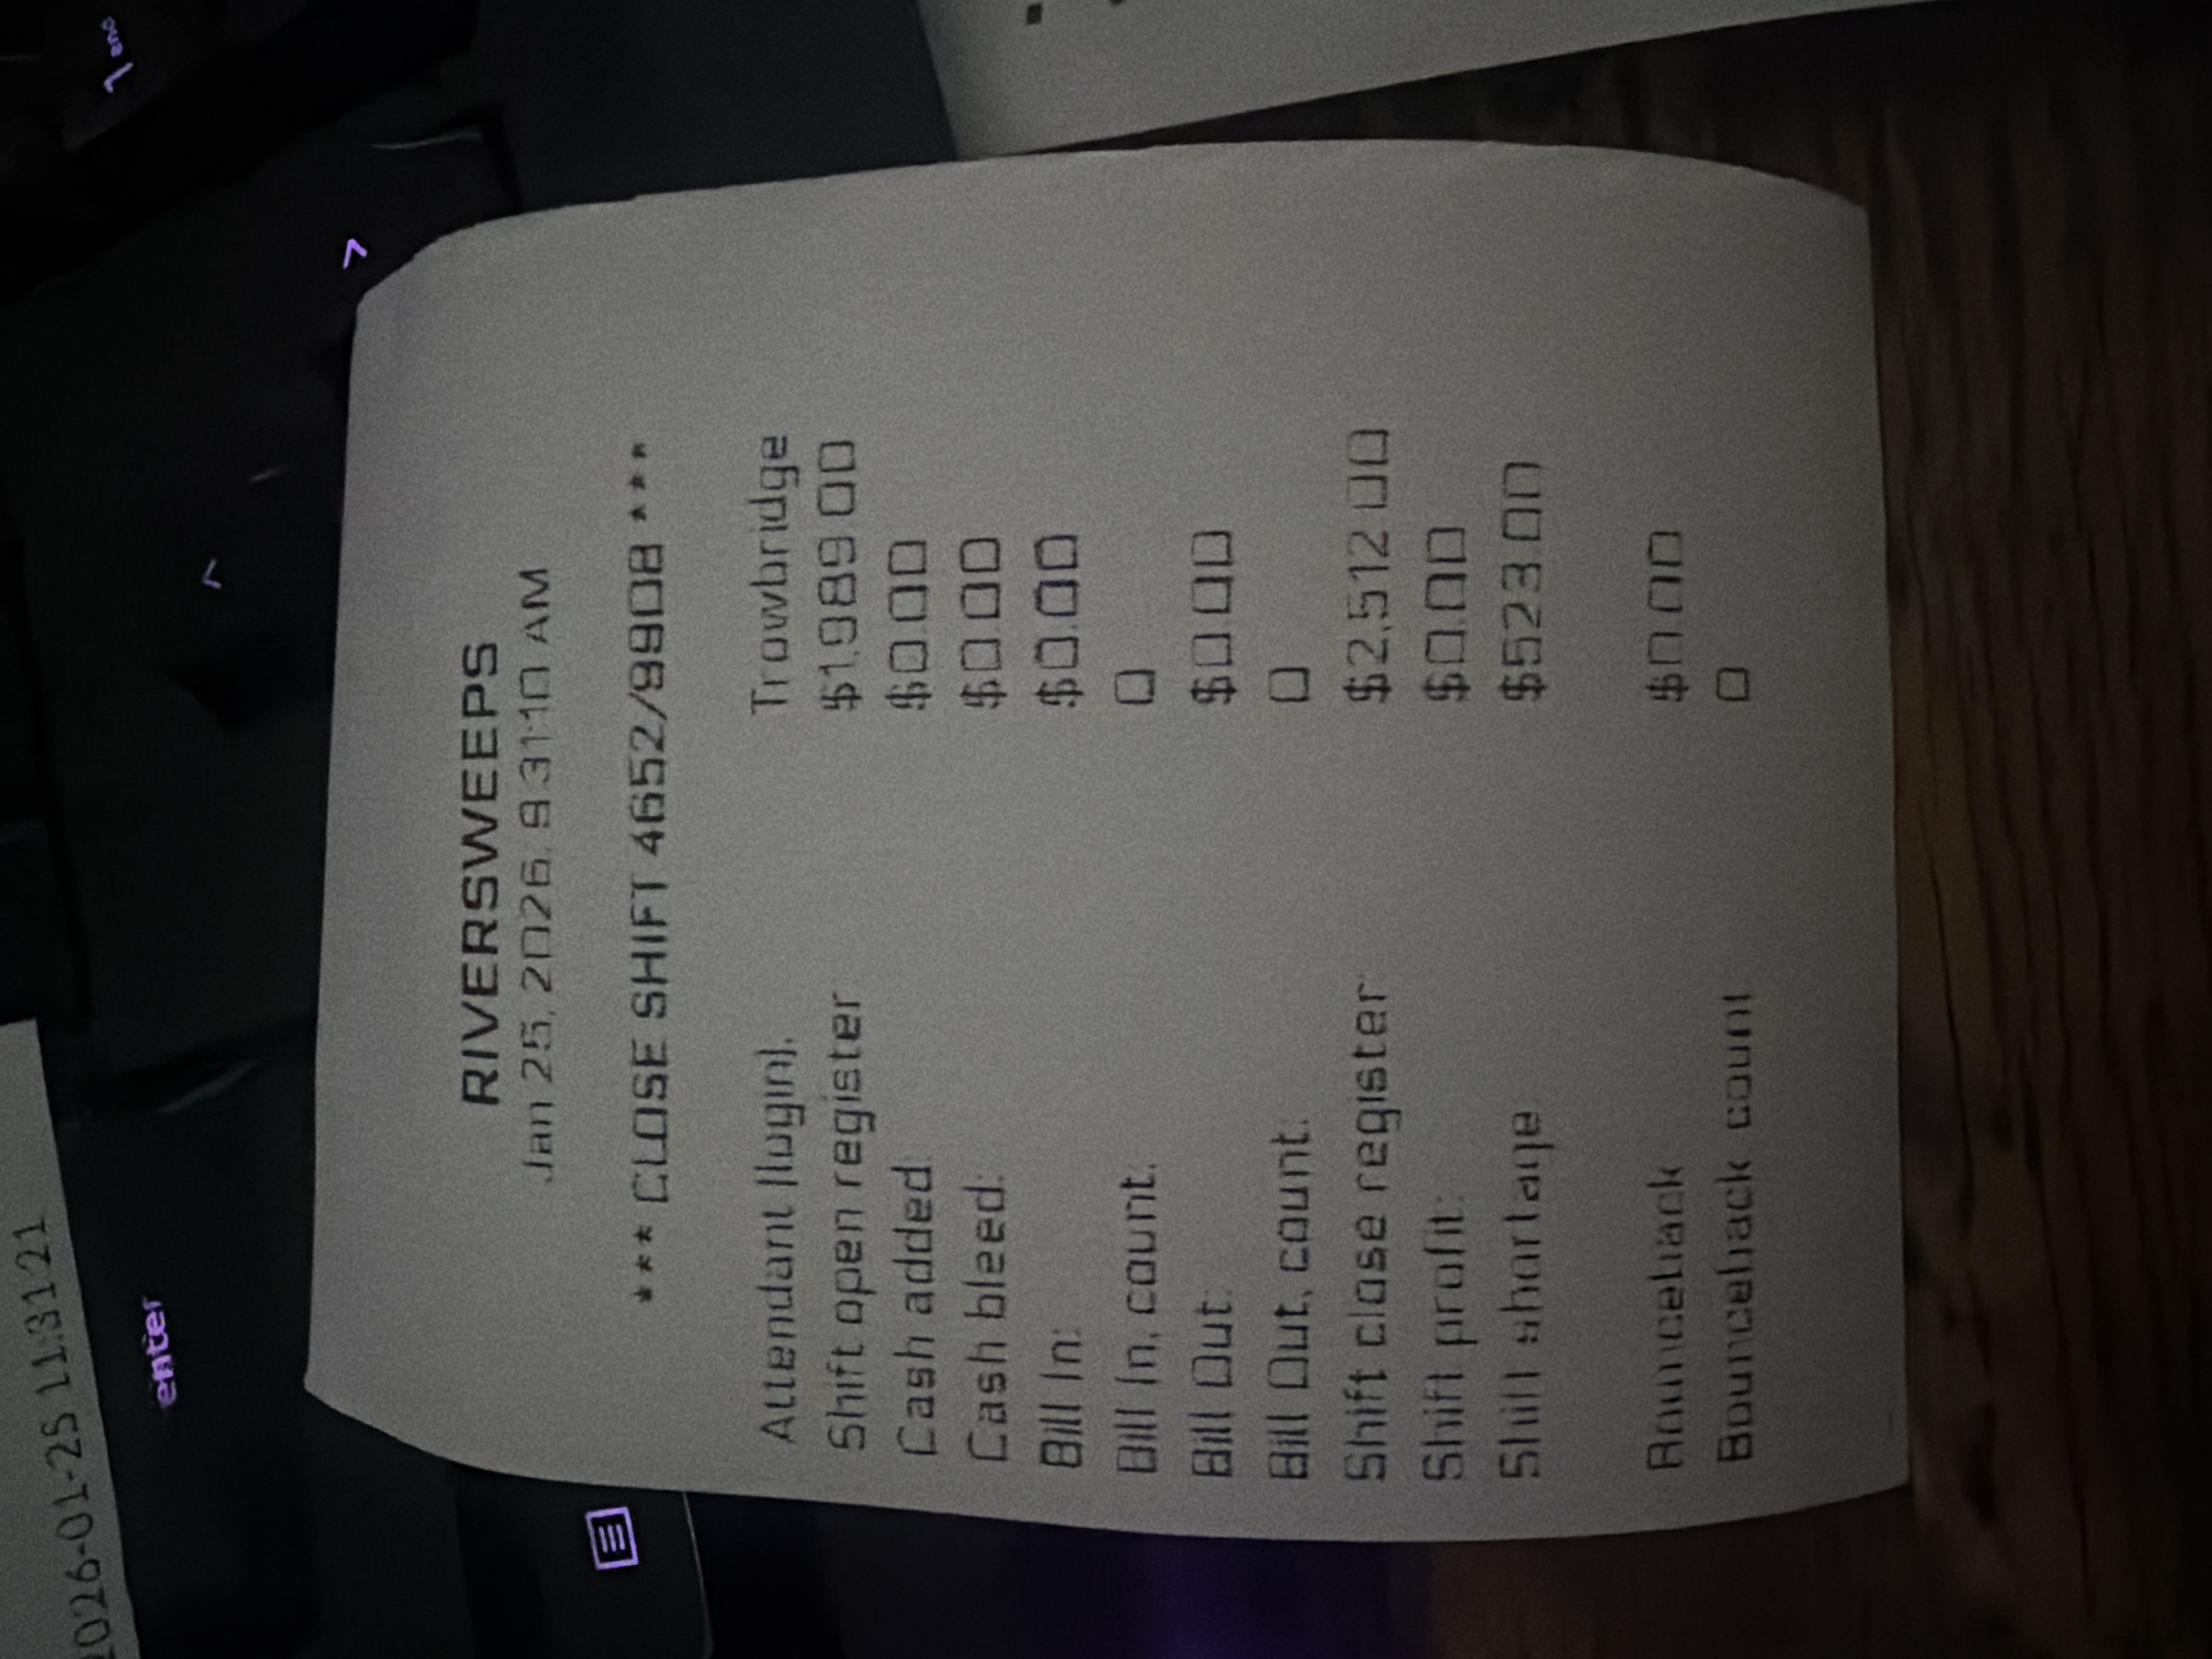 RIVERSWEEPS
Jan 25, 2026, 9:31:10 AM
*** CLOSE SHIFT 4652/99908 ***
Attendant (login): Trowbridge
Shift open register $1,989.00
Cash added: $0.00
Cash bleed: $0.00
Bill In: $0.00
Bill In, count: 0
Bill Out: $0.00
Bill Out, count: 0
Shift close register $2,512.00
Shift profit: $0.00
Shift shortage $523.00
Bounceback $0.00
Bounceback count 0
2026-01-25 11:31:21
enter